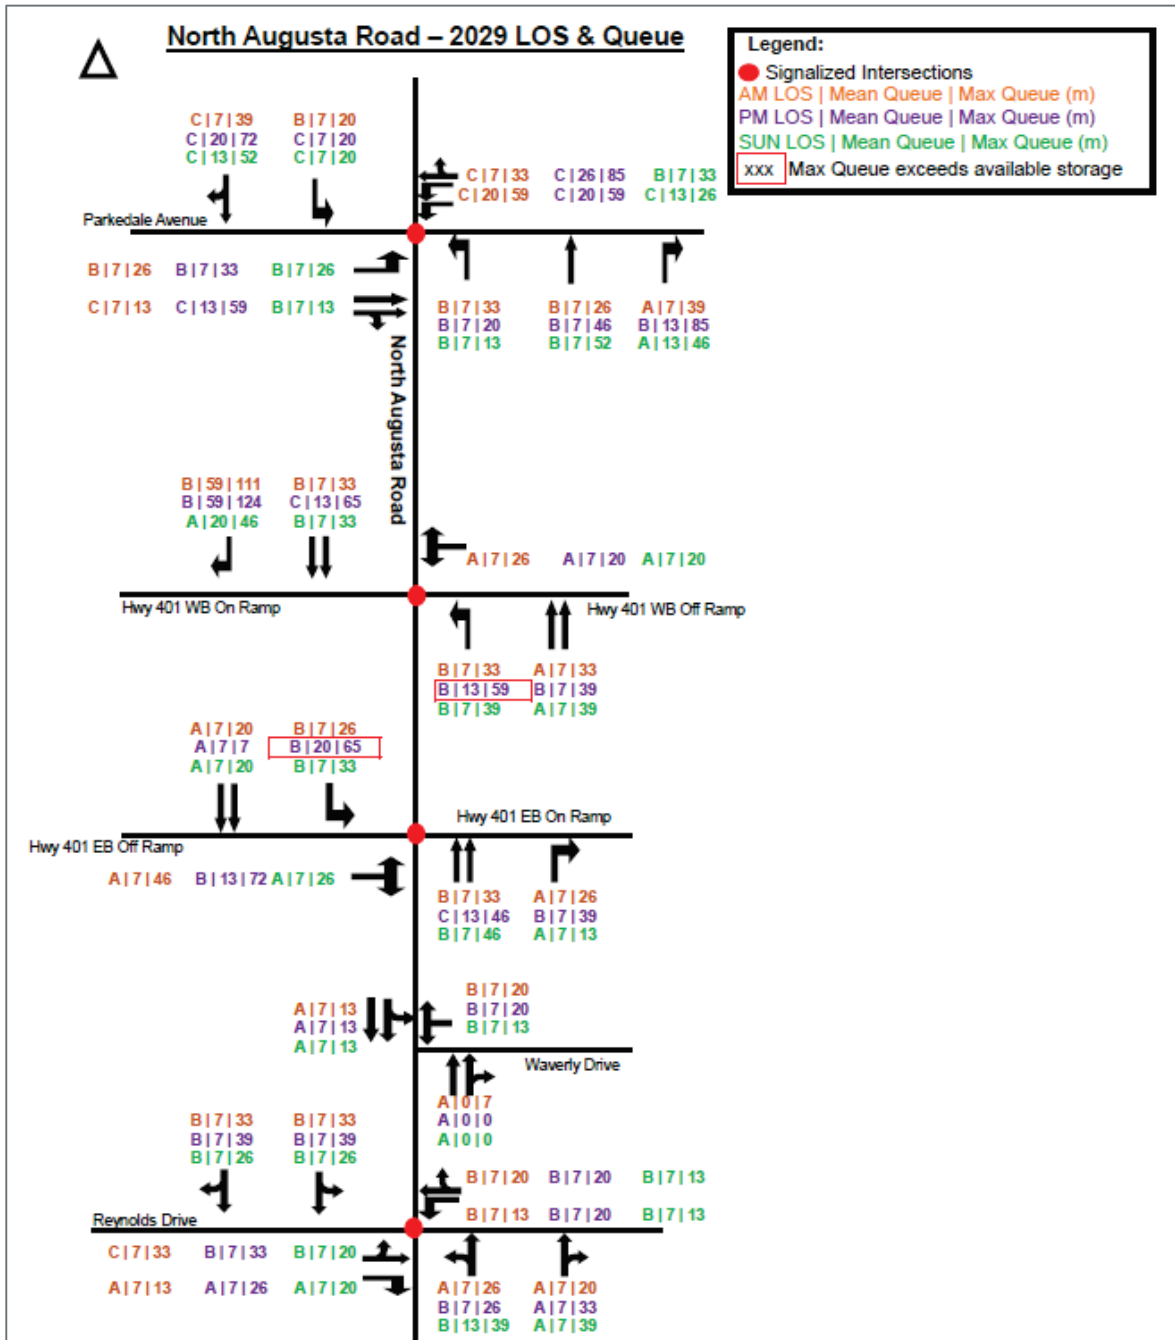 North Augusta Road – 2029 LOS & Queue
Legend:
Signalized Intersections
AM LOS | Mean Queue | Max Queue (m)
PM LOS | Mean Queue | Max Queue (m)
SUN LOS | Mean Queue | Max Queue (m)
xxx Max Queue exceeds available storage
C | 7 | 39 B | 7 | 20
C | 20 | 72 C | 7 | 20
C | 13 | 52 C | 7 | 20
C | 7 | 33 C | 26 | 85 B | 7 | 33
C | 20 | 59 C | 20 | 59 C | 13 | 26
Parkedale Avenue
B | 7 | 26 B | 7 | 33 B | 7 | 26
C | 7 | 13 C | 13 | 59 B | 7 | 13
B | 7 | 33 B | 7 | 26 A | 7 | 39
B | 7 | 20 B | 7 | 46 B | 13 | 85
B | 7 | 13 B | 7 | 52 A | 13 | 46
North Augusta Road
B | 59 | 111 B | 7 | 33
B | 59 | 124 C | 13 | 65
A | 20 | 46 B | 7 | 33
A | 7 | 26 A | 7 | 20 A | 7 | 20
Hwy 401 WB On Ramp
Hwy 401 WB Off Ramp
B | 7 | 33 A | 7 | 33
B | 13 | 59 B | 7 | 39
B | 7 | 39 A | 7 | 39
A | 7 | 20 B | 7 | 26
A | 7 | 7 B | 20 | 65
A | 7 | 20 B | 7 | 33
Hwy 401 EB On Ramp
Hwy 401 EB Off Ramp
A | 7 | 46 B | 13 | 72 A | 7 | 26
B | 7 | 33 A | 7 | 26
C | 13 | 46 B | 7 | 39
B | 7 | 46 A | 7 | 13
B | 7 | 20
B | 7 | 20
B | 7 | 13
A | 7 | 13
A | 7 | 13
A | 7 | 13
Waverly Drive
A | 0 | 7
A | 0 | 0
A | 0 | 0
B | 7 | 33 B | 7 | 33
B | 7 | 39 B | 7 | 39
B | 7 | 26 B | 7 | 26
B | 7 | 20 B | 7 | 20 B | 7 | 13
B | 7 | 13 B | 7 | 20 B | 7 | 13
Reynolds Drive
C | 7 | 33 B | 7 | 33 B | 7 | 20
A | 7 | 13 A | 7 | 26 A | 7 | 20
A | 7 | 26 A | 7 | 20
B | 7 | 26 A | 7 | 33
B | 13 | 39 A | 7 | 39